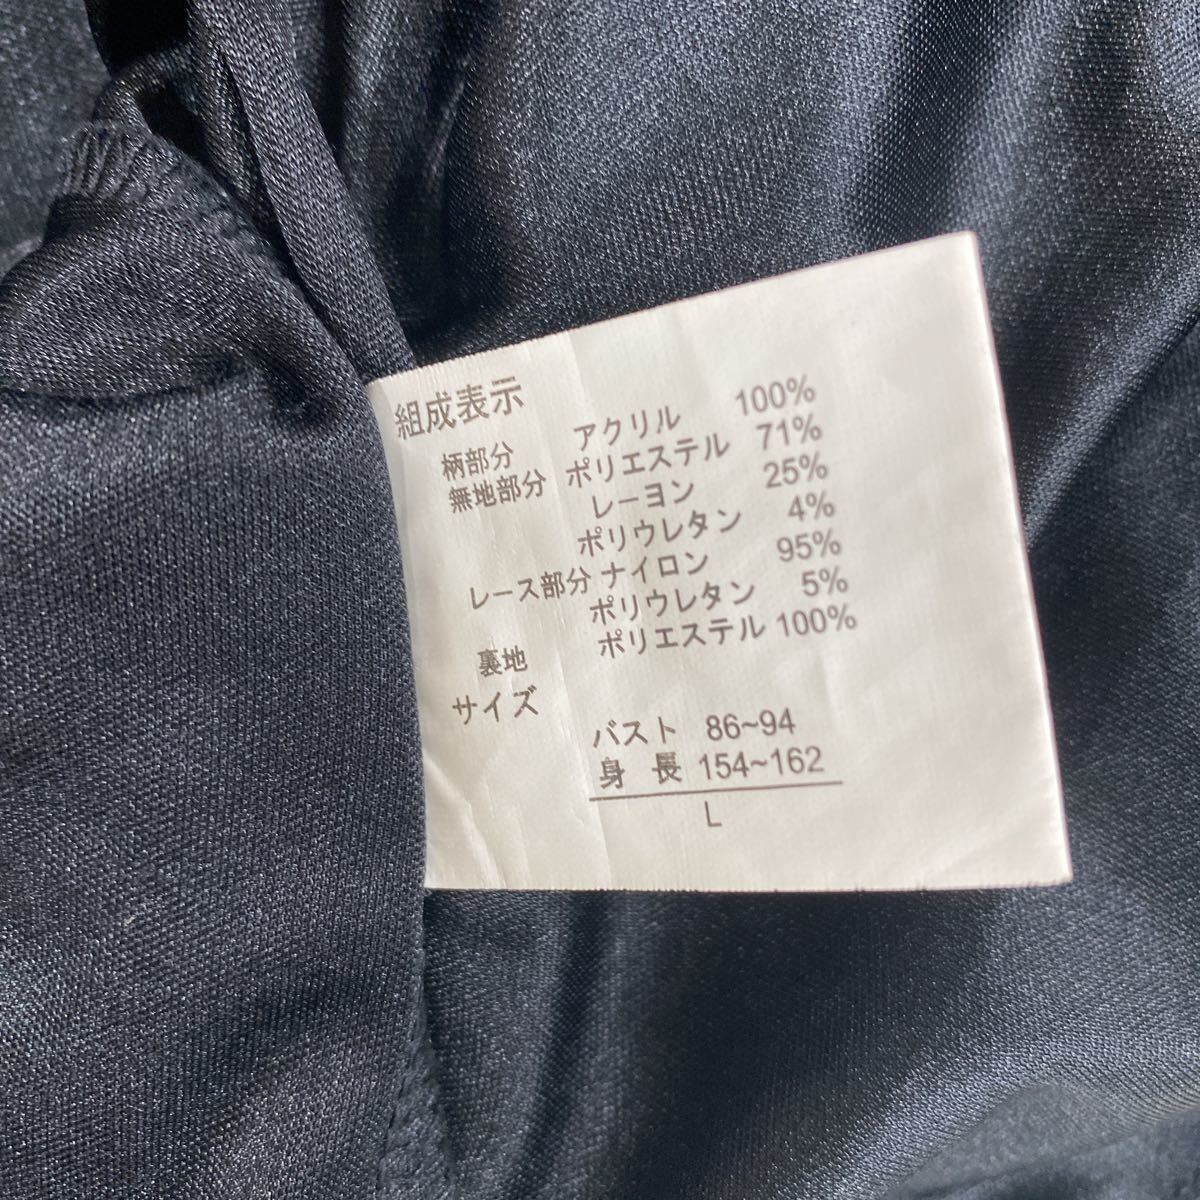 組成表示
柄部分 アクリル 100%
無地部分 ポリエステル 71%
レーヨン 25%
ポリウレタン 4%
レース部分 ナイロン 95%
ポリウレタン 5%
裏地 ポリエステル 100%
サイズ
バスト 86~94
身 長 154~162
L